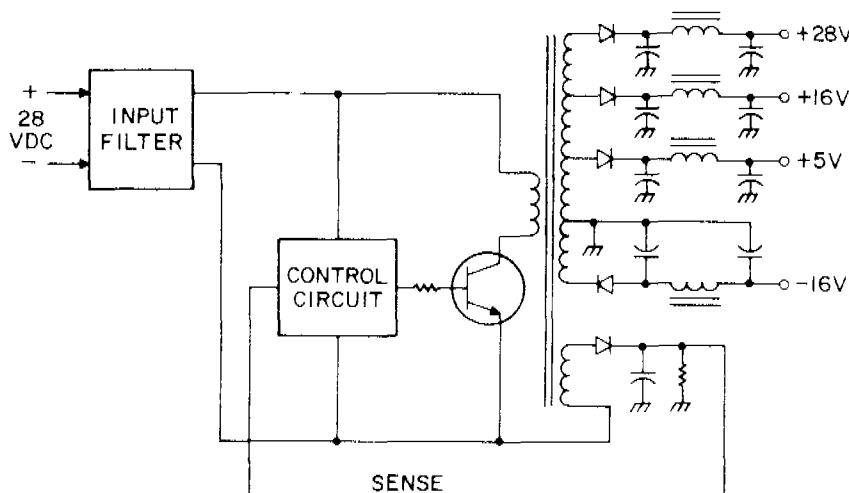 +28V
+
28
VDC
−
INPUT
FILTER
+16V
+5V
CONTROL
CIRCUIT
-16V
SENSE